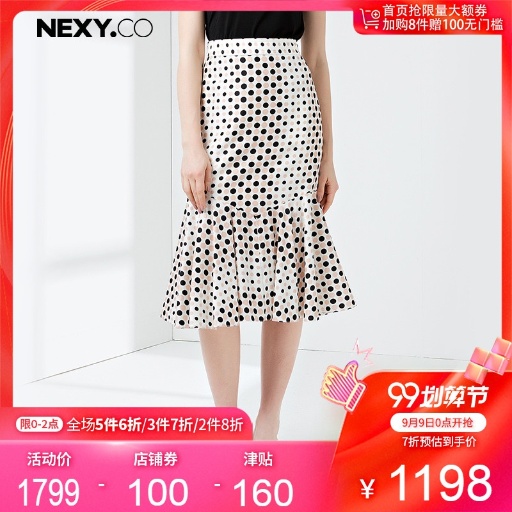 NEXY.CO
首页抢限量大额券
加购8件赠100无门槛
99划算节
限0-2点 全场5件6折/3件7折/2件8折
9月9日0点开抢
7折预估到手价
活动价 店铺券 津贴
1799 - 100 - 160
¥ 1198